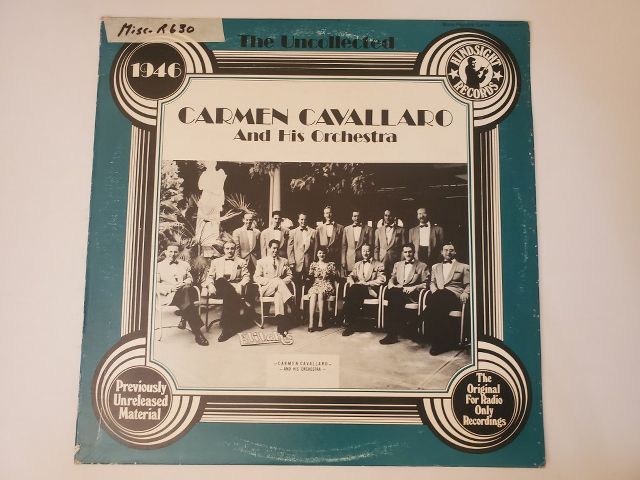 Misc-R630
The Uncollected
1946
HINDSIGHT
RECORDS
CARMEN CAVALLARO
And His Orchestra
-CARMEN CAVALLARO-
-AND HIS ORCHESTRA-
Previously
Unreleased
Material
The
Original
For Radio
Only
Recordings